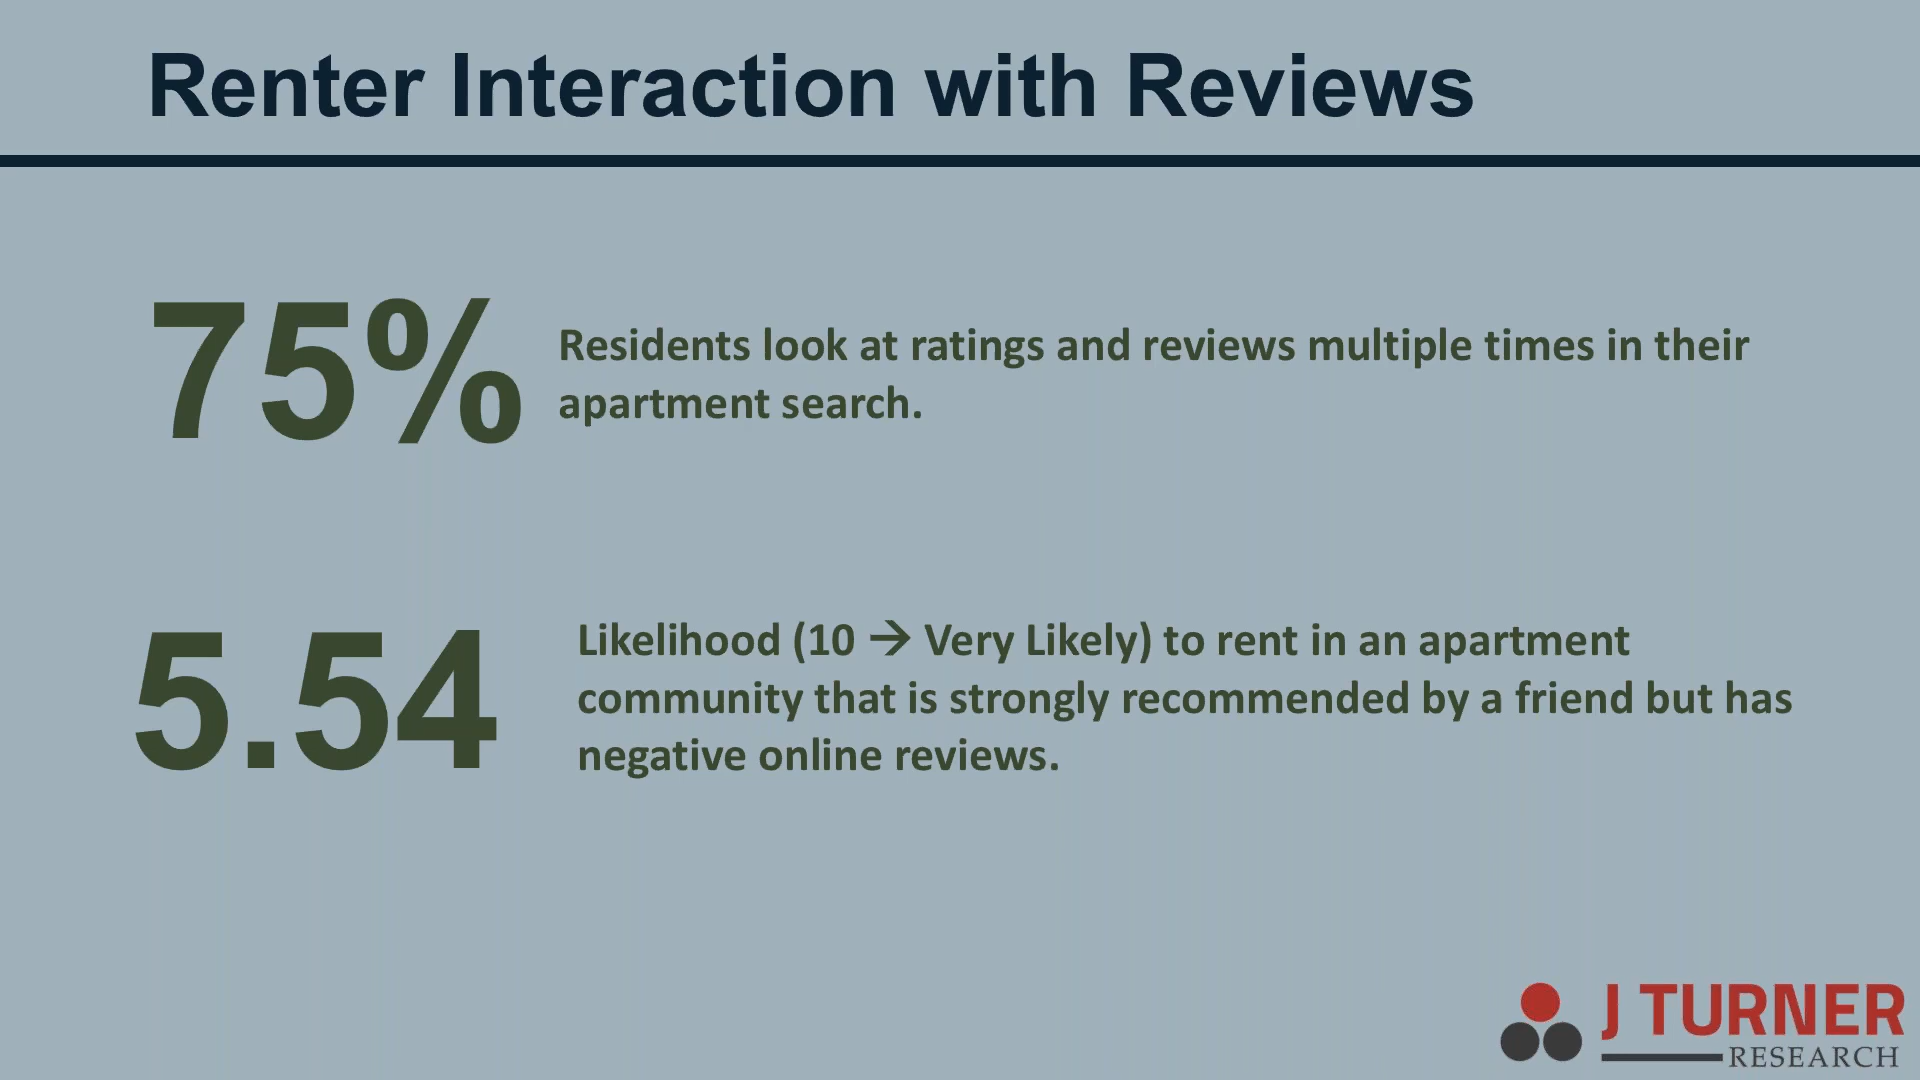 Renter Interaction with Reviews
75%
Residents look at ratings and reviews multiple times in their
apartment search.
5.54
Likelihood (10 → Very Likely) to rent in an apartment
community that is strongly recommended by a friend but has
negative online reviews.
J TURNER
RESEARCH